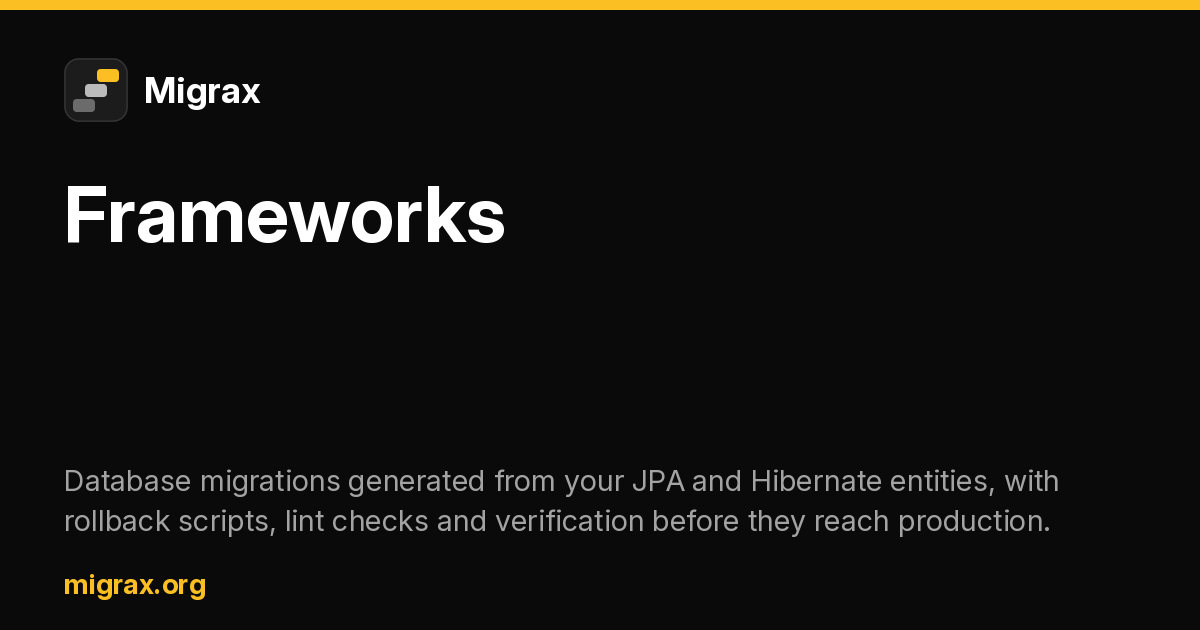 Migrax
Frameworks
Database migrations generated from your JPA and Hibernate entities, with
rollback scripts, lint checks and verification before they reach production.
migrax.org